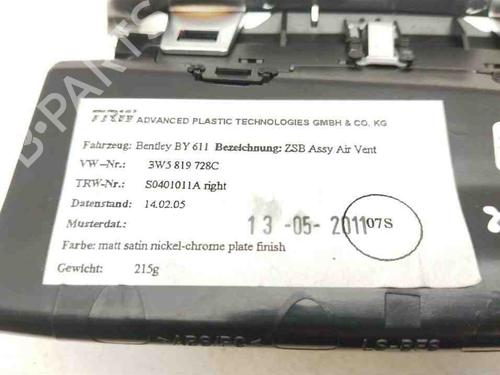 B-PARTS
TRW ADVANCED PLASTIC TECHNOLOGIES GMBH & CO. KG
Fahrzeug: Bentley BY 611 Bezeichnung: ZSB Assy Air Vent
VW-Nr.: 3W5 819 728C
TRW-Nr.: S0401011A right
Datenstand: 14.02.05
Musterdat.: 13-05-2011 07S
Farbe: matt satin nickel-chrome plate finish
Gewicht: 215g
>ABS/PC<